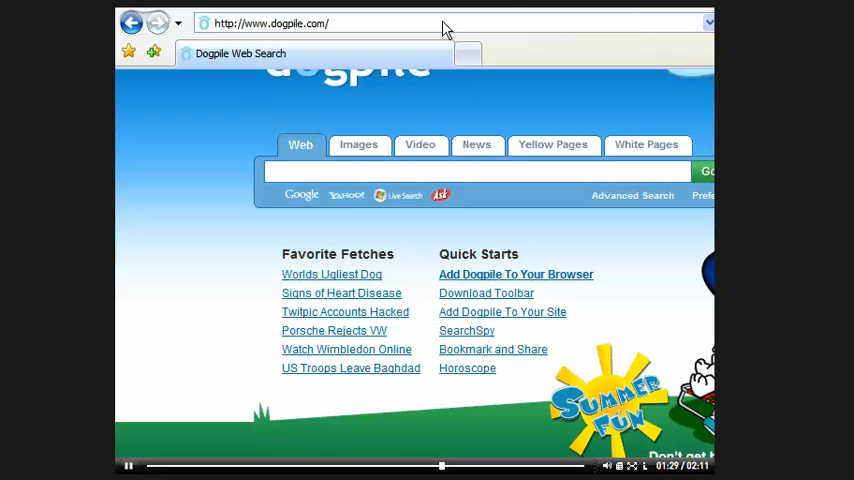 http://www.dogpile.com/
Dogpile Web Search
dogpile
Web Images Video News Yellow Pages White Pages
Go
Google YAHOO! Live Search Ask
Advanced Search
Favorite Fetches
Worlds Ugliest Dog
Signs of Heart Disease
Twitpic Accounts Hacked
Porsche Rejects VW
Watch Wimbledon Online
US Troops Leave Baghdad
Quick Starts
Add Dogpile To Your Browser
Download Toolbar
Add Dogpile To Your Site
SearchSpy
Bookmark and Share
Horoscope
SUMMER
FUN
Don't get
01:29 / 02:11